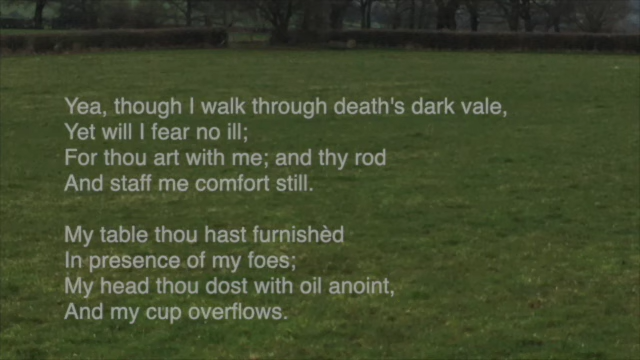 Yea, though I walk through death's dark vale,
Yet will I fear no ill;
For thou art with me; and thy rod
And staff me comfort still.
My table thou hast furnishèd
In presence of my foes;
My head thou dost with oil anoint,
And my cup overflows.